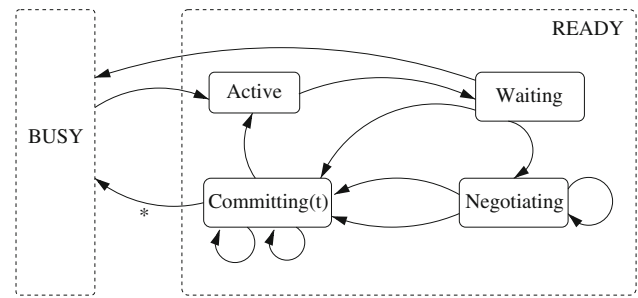 READY
Active
Waiting
BUSY
Committing(t)
Negotiating
*